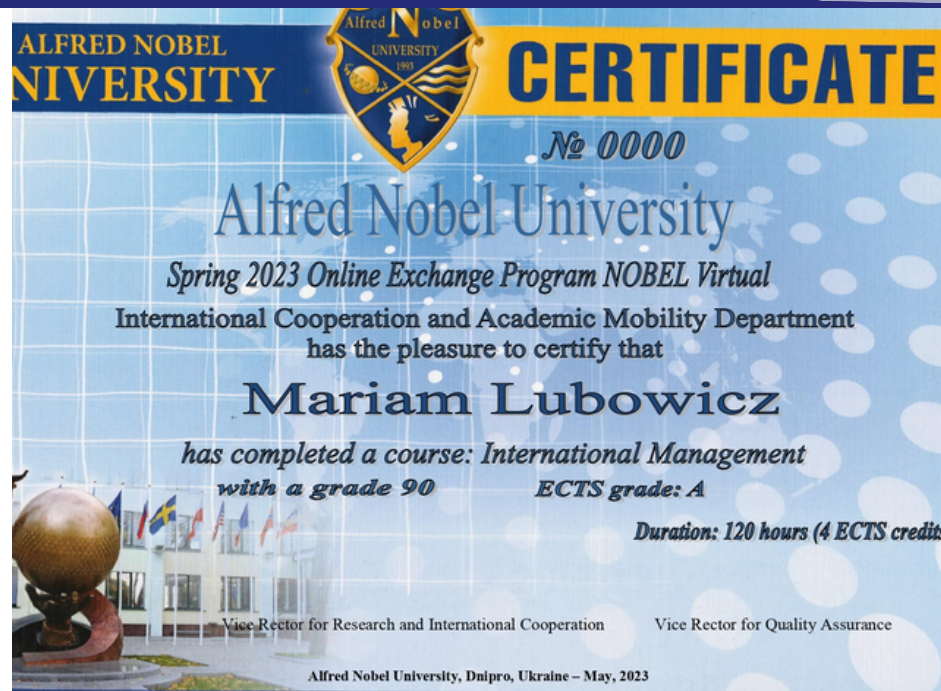 ALFRED NOBEL
NIVERSITY
Alfred Nobel
UNIVERSITY
1993
CERTIFICATE
№ 0000
Alfred Nobel University
Spring 2023 Online Exchange Program NOBEL Virtual
International Cooperation and Academic Mobility Department
has the pleasure to certify that
Mariam Lubowicz
has completed a course: International Management
with a grade 90 ECTS grade: A
Duration: 120 hours (4 ECTS credits
Vice Rector for Research and International Cooperation Vice Rector for Quality Assurance
Alfred Nobel University, Dnipro, Ukraine – May, 2023